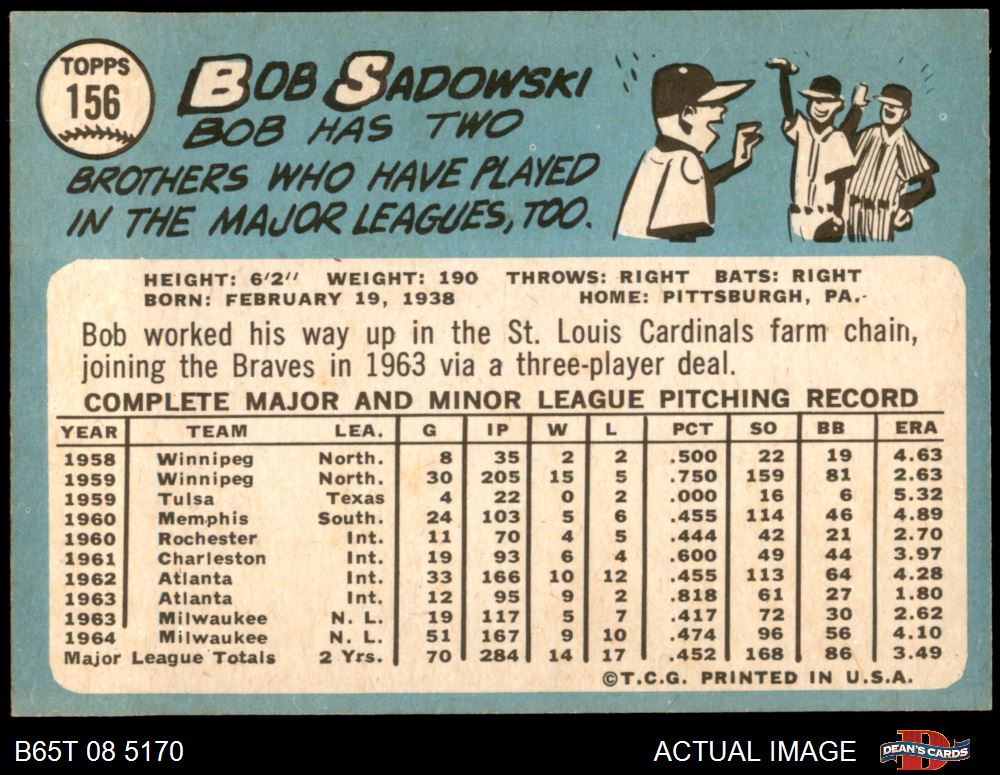 TOPPS
156
BOB SADOWSKI
BOB HAS TWO
BROTHERS WHO HAVE PLAYED
IN THE MAJOR LEAGUES, TOO.
HEIGHT: 6'2" WEIGHT: 190 THROWS: RIGHT BATS: RIGHT
BORN: FEBRUARY 19, 1938 HOME: PITTSBURGH, PA.
Bob worked his way up in the St. Louis Cardinals farm chain,
joining the Braves in 1963 via a three-player deal.
COMPLETE MAJOR AND MINOR LEAGUE PITCHING RECORD
YEAR TEAM LEA. G IP W L PCT SO BB ERA
1958 Winnipeg North. 8 35 2 2 .500 22 19 4.63
1959 Winnipeg North. 30 205 15 5 .750 159 81 2.63
1959 Tulsa Texas 4 22 0 2 .000 16 6 5.32
1960 Memphis South. 24 103 5 6 .455 114 46 4.89
1960 Rochester Int. 11 70 4 5 .444 42 21 2.70
1961 Charleston Int. 19 93 6 4 .600 49 44 3.97
1962 Atlanta Int. 33 166 10 12 .455 113 64 4.28
1963 Atlanta Int. 12 95 9 2 .818 61 27 1.80
1963 Milwaukee N. L. 19 117 5 7 .417 72 30 2.62
1964 Milwaukee N. L. 51 167 9 10 .474 96 56 4.10
Major League Totals 2 Yrs. 70 284 14 17 .452 168 86 3.49
©T.C.G. PRINTED IN U.S.A.
B65T 08 5170 ACTUAL IMAGE D DEAN'S CARDS